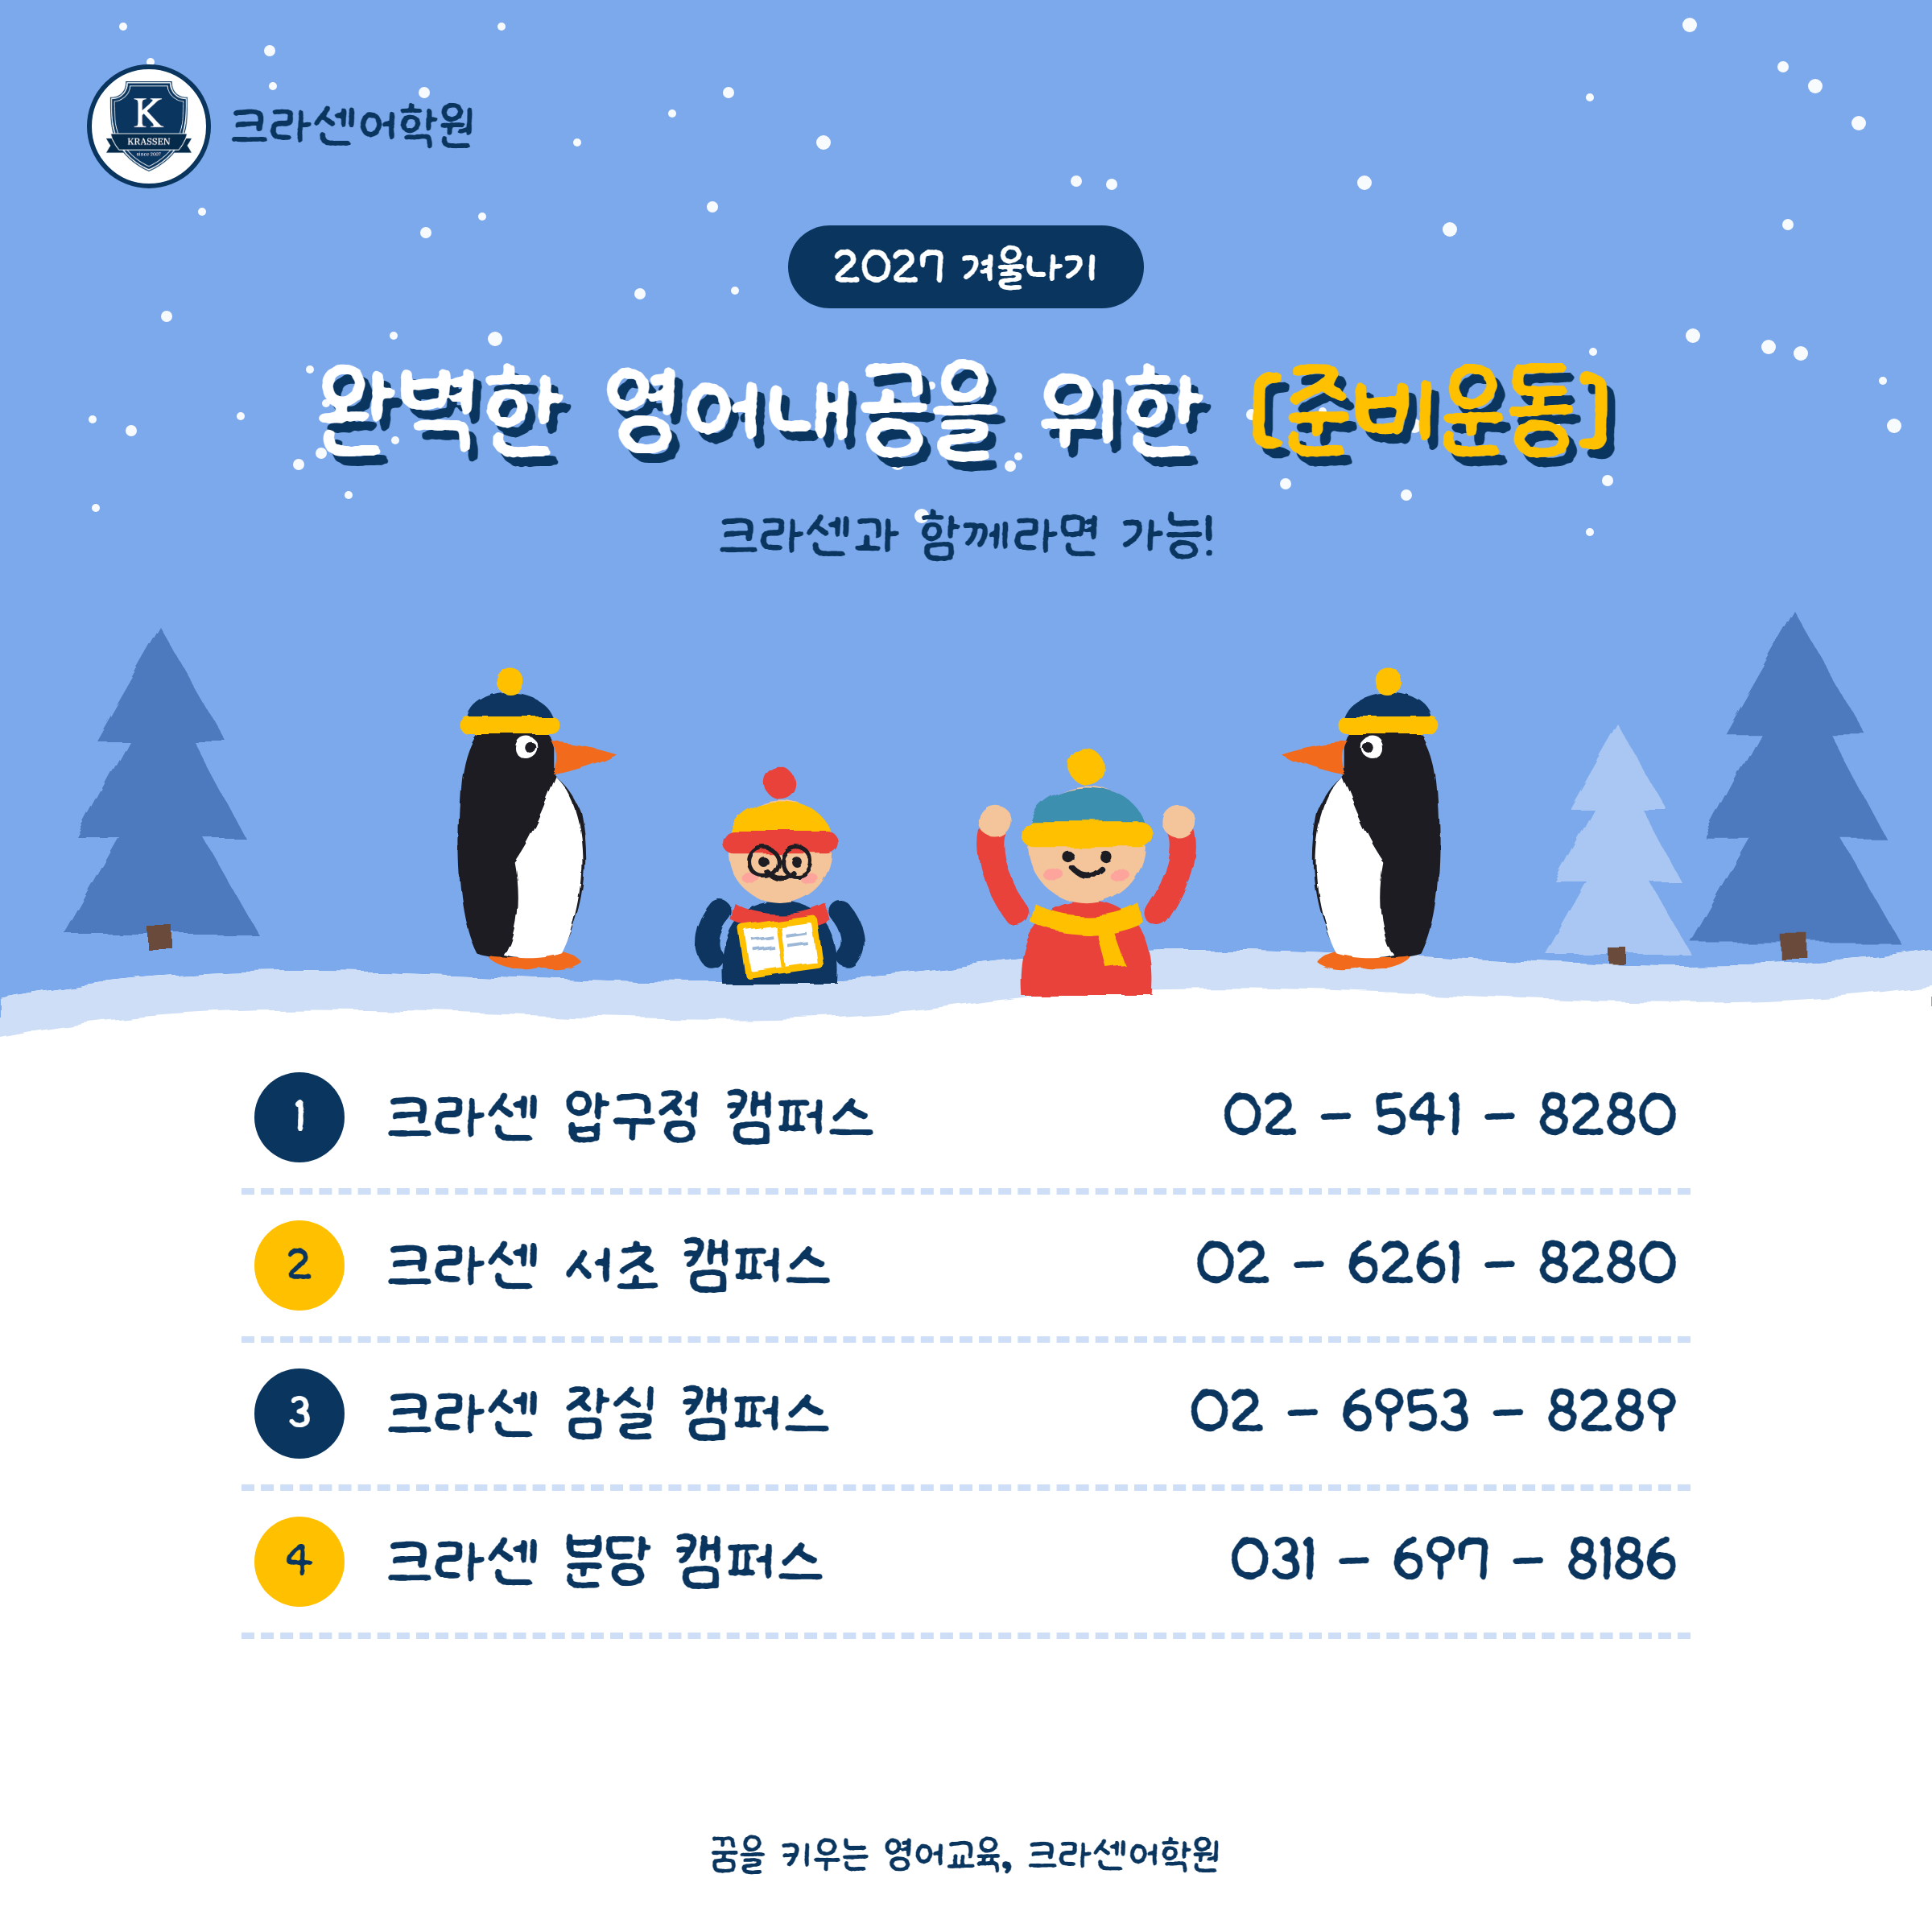 K
KRASSEN
since 2007
크라센어학원
2027 겨울나기
완벽한 영어내공을 위한 [준비운동]
크라센과 함께라면 가능!
1 크라센 압구정 캠퍼스 02 - 541 - 8280
2 크라센 서초 캠퍼스 02 - 6261 - 8280
3 크라센 잠실 캠퍼스 02 - 6953 - 8289
4 크라센 분당 캠퍼스 031 - 697 - 8186
꿈을 키우는 영어교육, 크라센어학원